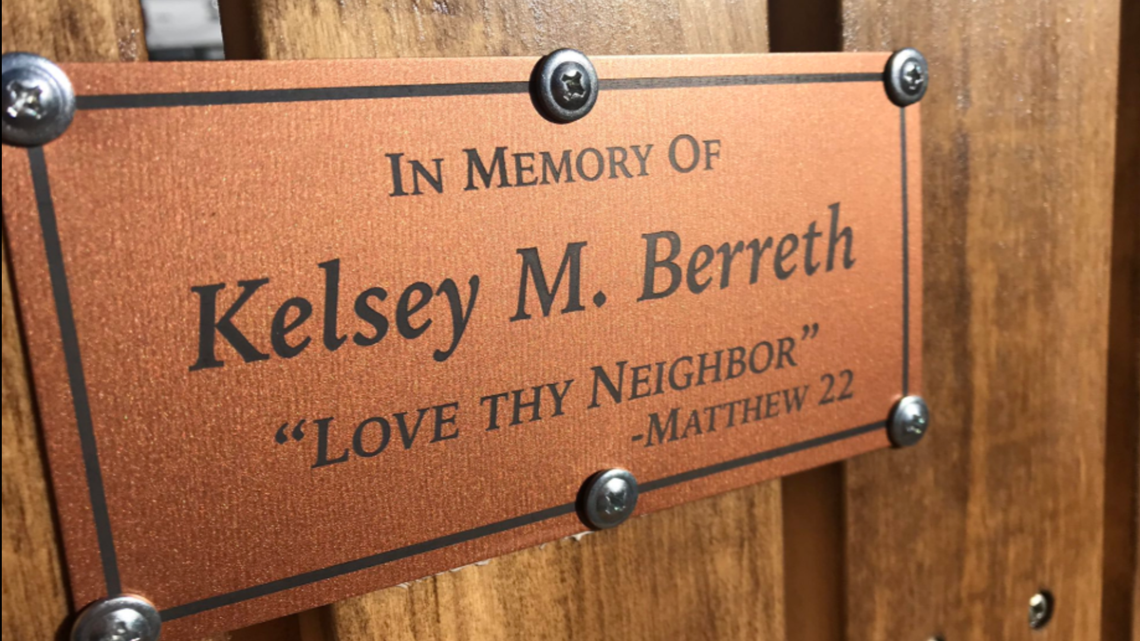 In Memory Of
Kelsey M. Berreth
“Love thy Neighbor”
-Matthew 22